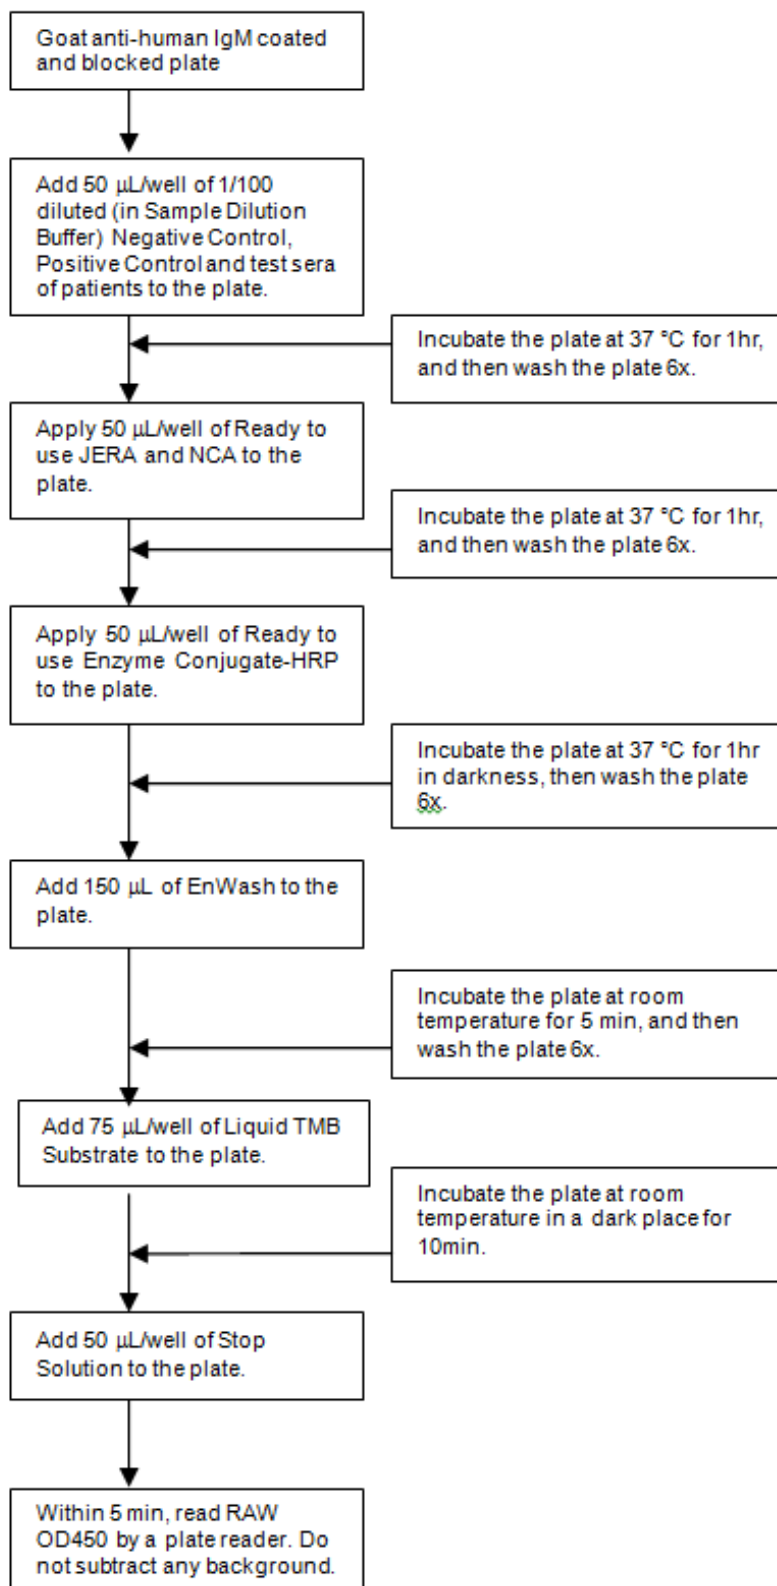 Goat anti-human IgM coated
and blocked plate
Add 50 µL/well of 1/100
diluted (in Sample Dilution
Buffer) Negative Control,
Positive Control and test sera
of patients to the plate.
Incubate the plate at 37 °C for 1hr,
and then wash the plate 6x.
Apply 50 µL/well of Ready to
use JERA and NCA to the
plate.
Incubate the plate at 37 °C for 1hr,
and then wash the plate 6x.
Apply 50 µL/well of Ready to
use Enzyme Conjugate-HRP
to the plate.
Incubate the plate at 37 °C for 1hr
in darkness, then wash the plate
6x.
Add 150 µL of EnWash to the
plate.
Incubate the plate at room
temperature for 5 min, and then
wash the plate 6x.
Add 75 µL/well of Liquid TMB
Substrate to the plate.
Incubate the plate at room
temperature in a dark place for
10min.
Add 50 µL/well of Stop
Solution to the plate.
Within 5 min, read RAW
OD450 by a plate reader. Do
not subtract any background.